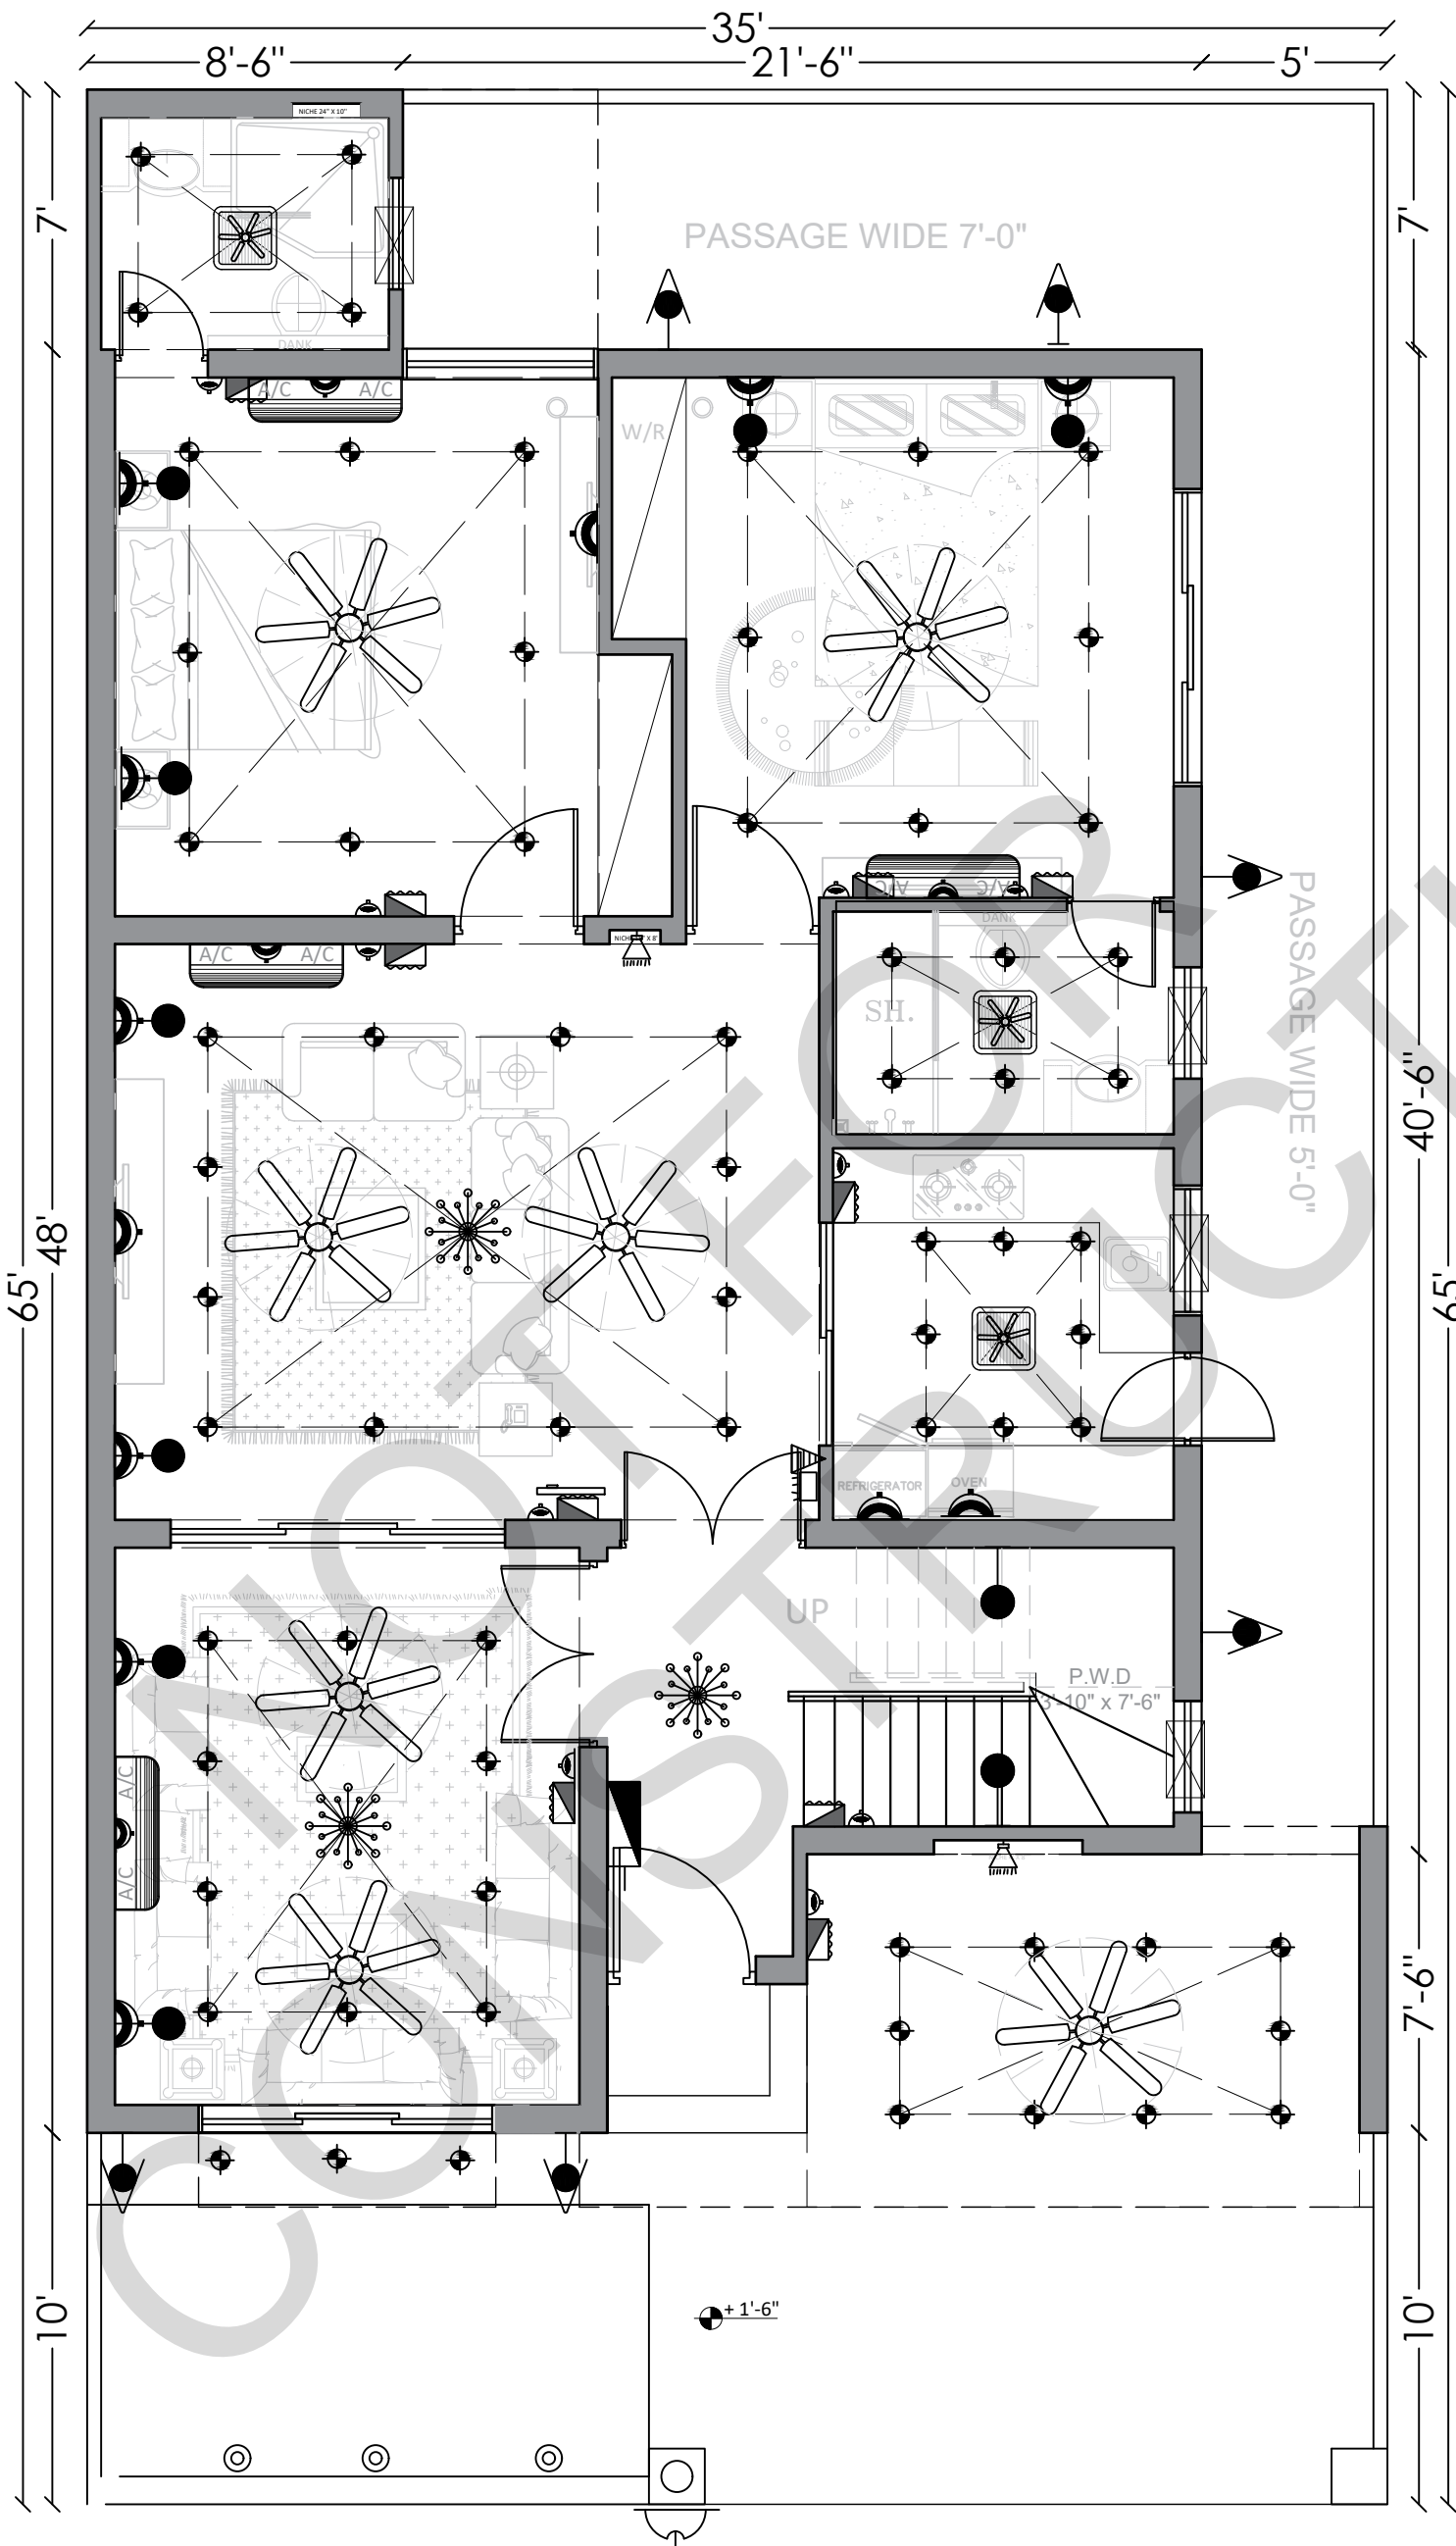 35'
8'-6"
21'-6"
5'
NICHE 24" X 10"
7'
7'
PASSAGE WIDE 7'-0"
DANK
A/C A/C
W/R
A/C A/C
PASSAGE WIDE 5'-0"
DANK
A/C A/C
SH.
40'-6"
48'
65'
65'
REFRIGERATOR
OVEN
UP
P.W.D
3'-10" x 7'-6"
A/C
A/C
7'-6"
10'
10'
+ 1'-6"
NOT FOR